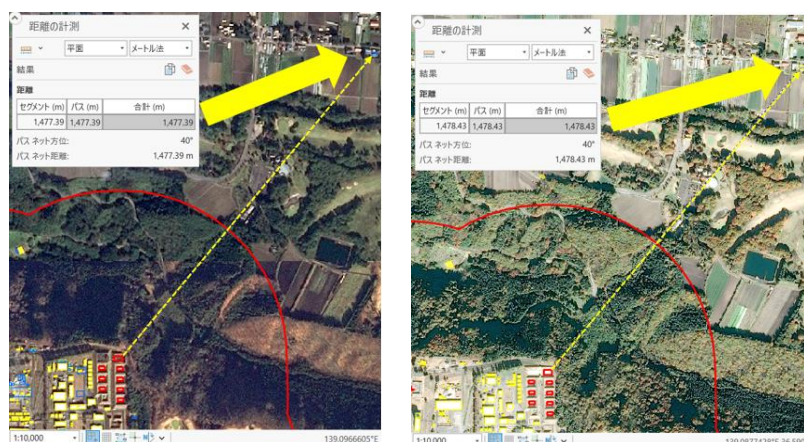 距離の計測
平面
メートル法
結果
距離
セグメント (m) パス (m) 合計 (m)
1,477.39 1,477.39 1,477.39
パス ネット方位: 40°
パス ネット距離: 1,477.39 m
1:10,000
139.0966605°E
距離の計測
平面
メートル法
結果
距離
セグメント (m) パス (m) 合計 (m)
1,478.43 1,478.43 1,478.43
パス ネット方位: 40°
パス ネット距離: 1,478.43 m
1:10,000